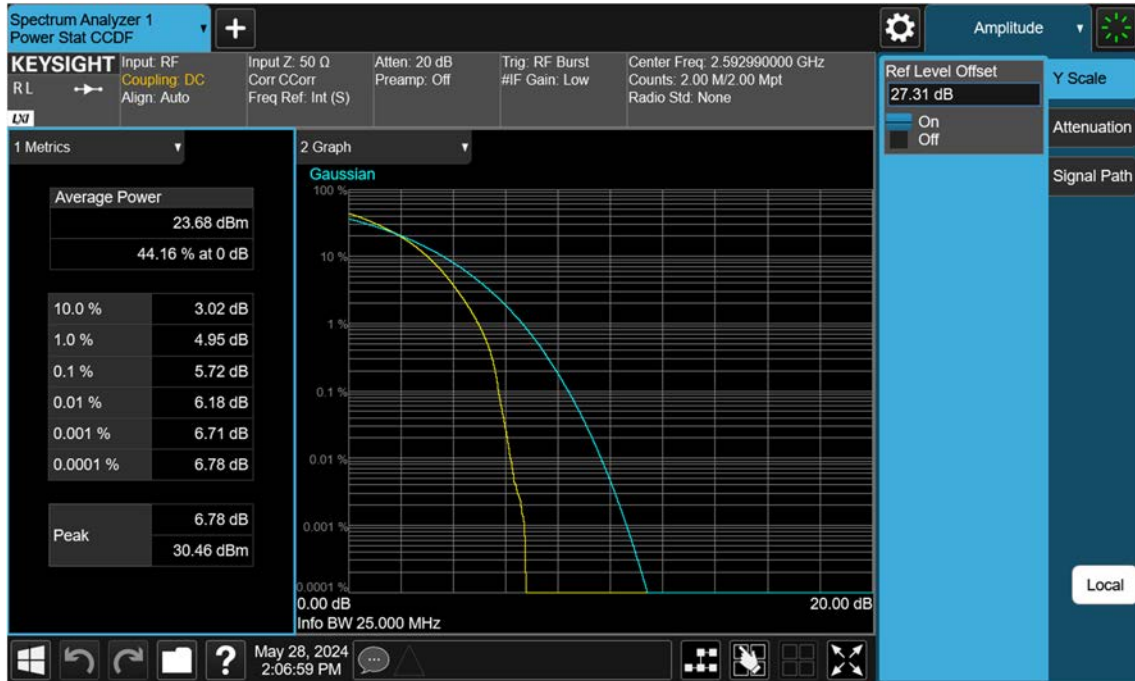 Spectrum Analyzer 1
Power Stat CCDF
+
Amplitude
KEYSIGHT
R L
LXI
Input: RF
Coupling: DC
Align: Auto
Input Z: 50 Ω
Corr CCorr
Freq Ref: Int (S)
Atten: 20 dB
Preamp: Off
Trig: RF Burst
#IF Gain: Low
Center Freq: 2.592990000 GHz
Counts: 2.00 M/2.00 Mpt
Radio Std: None
Ref Level Offset
27.31 dB
On
Off
Y Scale
Attenuation
Signal Path
1 Metrics
Average Power
23.68 dBm
44.16 % at 0 dB
10.0 % 3.02 dB
1.0 % 4.95 dB
0.1 % 5.72 dB
0.01 % 6.18 dB
0.001 % 6.71 dB
0.0001 % 6.78 dB
Peak
6.78 dB
30.46 dBm
2 Graph
Gaussian
100 %
10 %
1 %
0.1 %
0.01 %
0.001 %
0.0001 %
0.00 dB 20.00 dB
Info BW 25.000 MHz
Local
?
May 28, 2024
2:06:59 PM